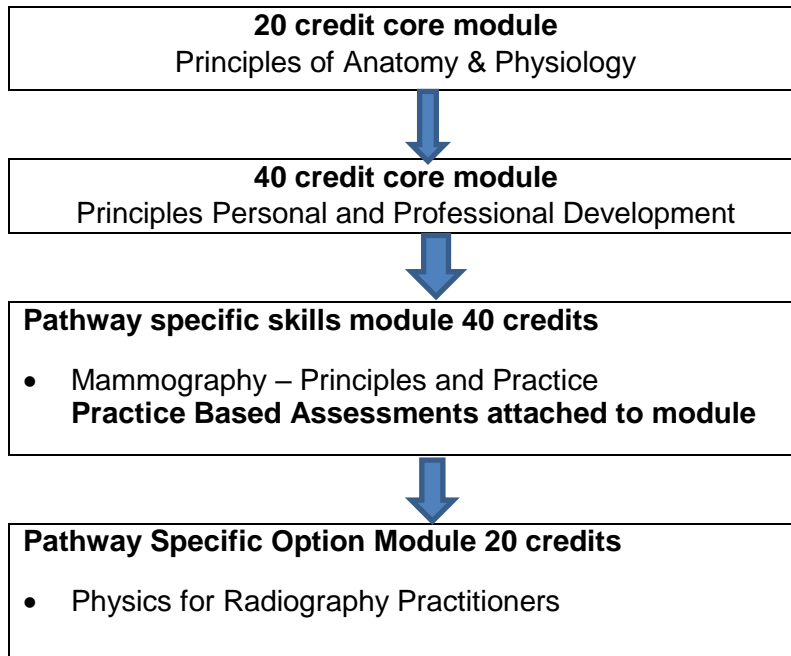 20 credit core module
Principles of Anatomy & Physiology
40 credit core module
Principles Personal and Professional Development
Pathway specific skills module 40 credits
• Mammography – Principles and Practice
Practice Based Assessments attached to module
Pathway Specific Option Module 20 credits
• Physics for Radiography Practitioners